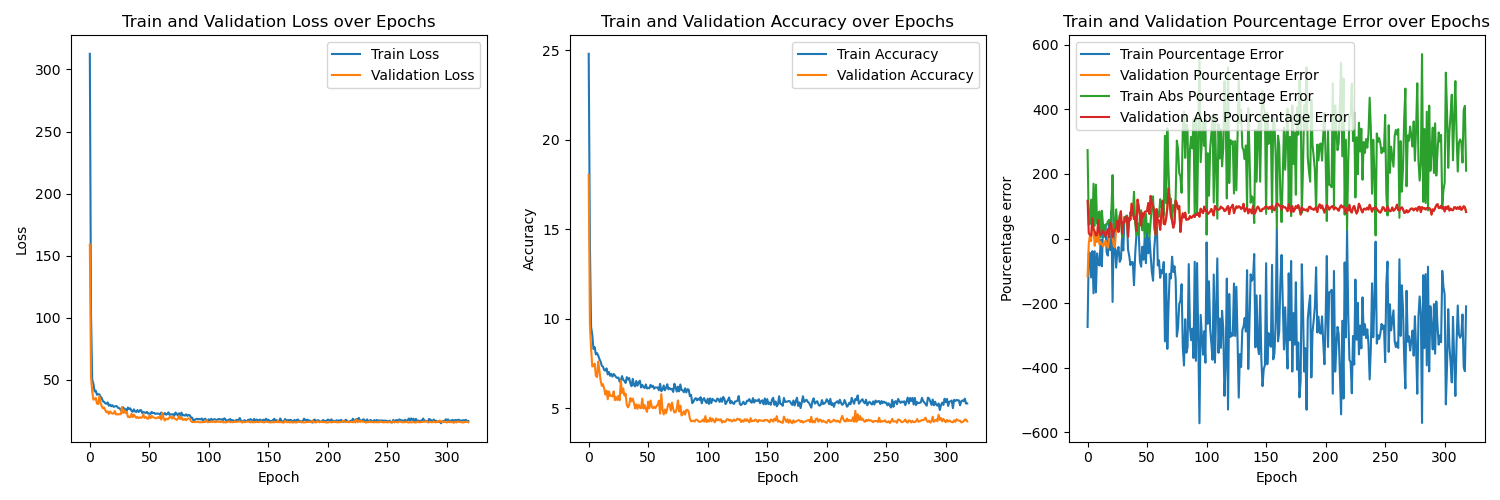 Train and Validation Loss over Epochs
Train Loss
Validation Loss
Loss
300
250
200
150
100
50
0
50
100
150
200
250
300
Epoch
Train and Validation Accuracy over Epochs
Train Accuracy
Validation Accuracy
Accuracy
25
20
15
10
5
0
50
100
150
200
250
300
Epoch
Train and Validation Pourcentage Error over Epochs
Train Pourcentage Error
Validation Pourcentage Error
Train Abs Pourcentage Error
Validation Abs Pourcentage Error
Pourcentage error
600
400
200
0
−200
−400
−600
0
50
100
150
200
250
300
Epoch